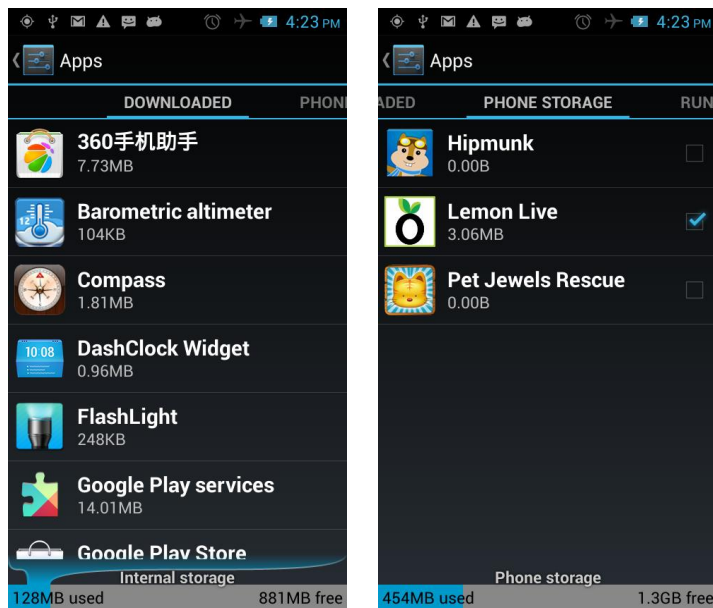 4:23 PM
Apps
DOWNLOADED PHON
360手机助手
7.73MB
Barometric altimeter
104KB
Compass
1.81MB
10:08
DashClock Widget
0.96MB
FlashLight
248KB
Google Play services
14.01MB
Google Play Store
Internal storage
128MB used 881MB free
4:23 PM
Apps
ADED PHONE STORAGE RUN
Hipmunk
0.00B
Lemon Live
3.06MB
Pet Jewels Rescue
0.00B
Phone storage
454MB used 1.3GB free